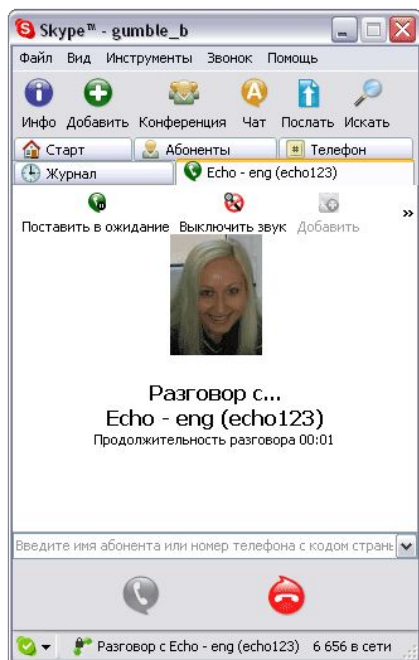 Skype™ - gumble_b
Файл Вид Инструменты Звонок Помощь
Инфо Добавить Конференция Чат Послать Искать
Старт Абоненты Телефон
Журнал Echo - eng (echo123)
Поставить в ожидание Выключить звук Добавить »
Разговор с...
Echo - eng (echo123)
Продолжительность разговора 00:01
Введите имя абонента или номер телефона с кодом страны
Разговор с Echo - eng (echo123) 6 656 в сети